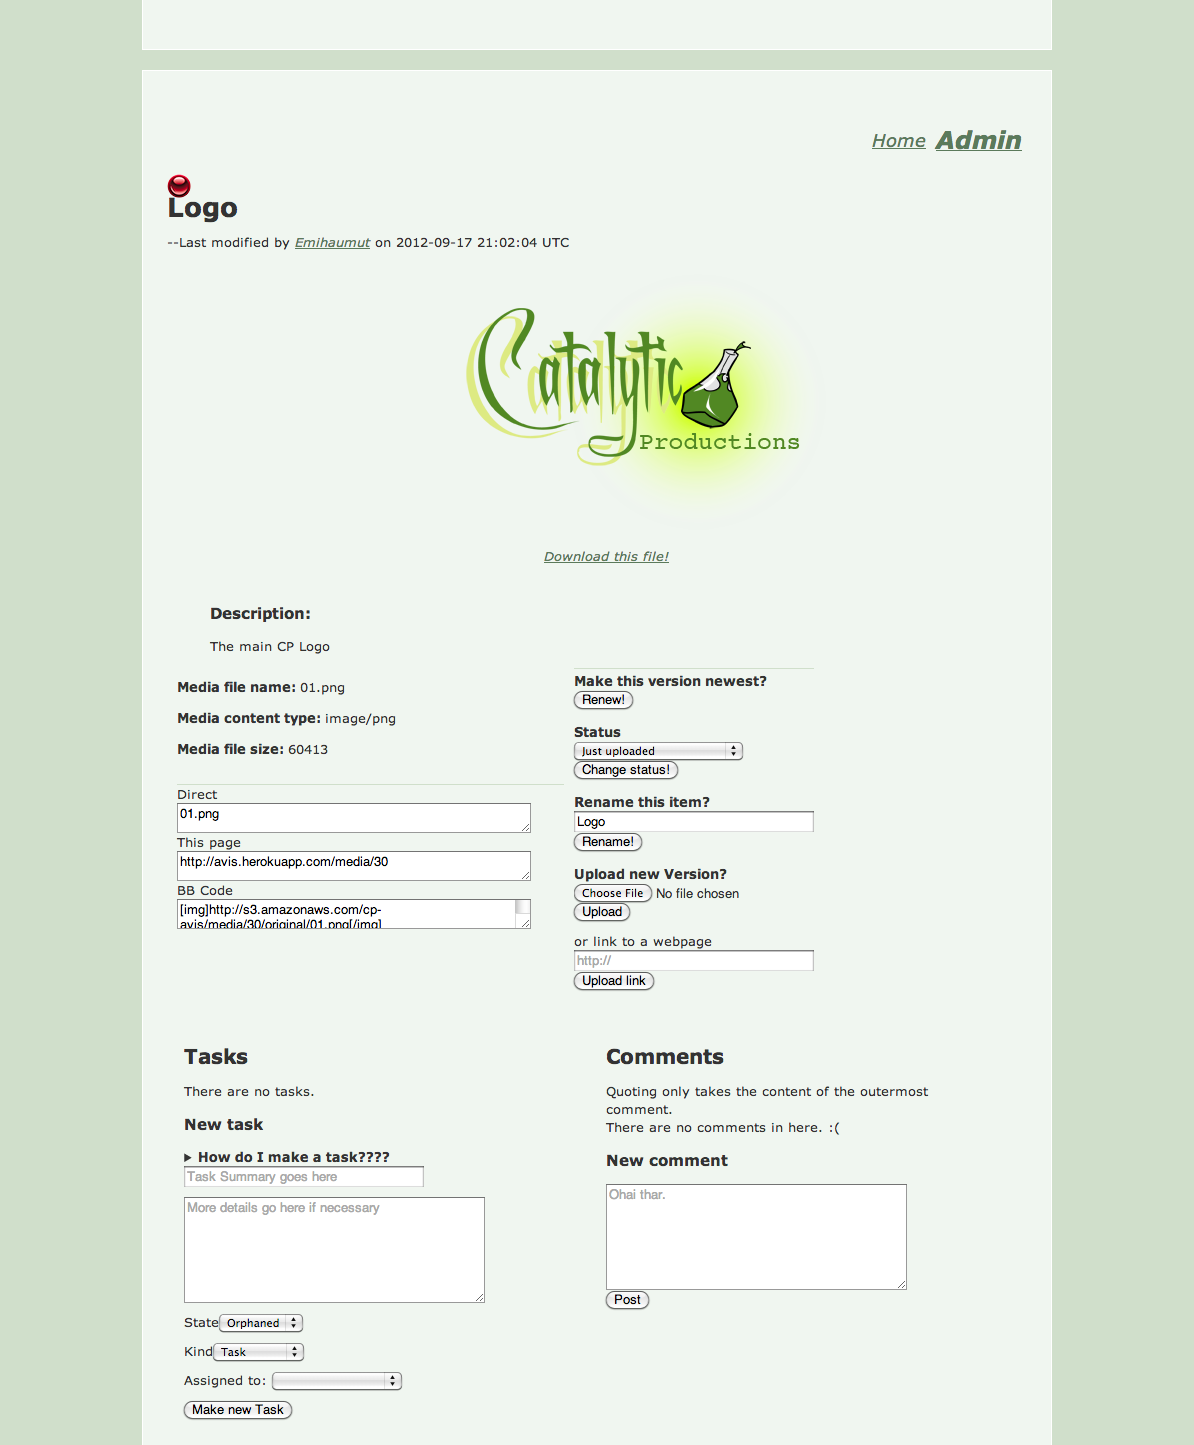 Home Admin
Logo
--Last modified by Emihaumut on 2012-09-17 21:02:04 UTC
Catalytic
Productions
Download this file!
Description:
The main CP Logo
Media file name: 01.png
Media content type: image/png
Media file size: 60413
Direct
01.png
This page
http://avis.herokuapp.com/media/30
BB Code
[img]http://s3.amazonaws.com/cp-
avis/media/30/original/01.png[/img]
Make this version newest?
Renew!
Status
Just uploaded
Change status!
Rename this item?
Logo
Rename!
Upload new Version?
Choose File No file chosen
Upload
or link to a webpage
http://
Upload link
Tasks
There are no tasks.
New task
How do I make a task????
Task Summary goes here
More details go here if necessary
State Orphaned
Kind Task
Assigned to:
Make new Task
Comments
Quoting only takes the content of the outermost
comment.
There are no comments in here. :(
New comment
Ohai thar.
Post